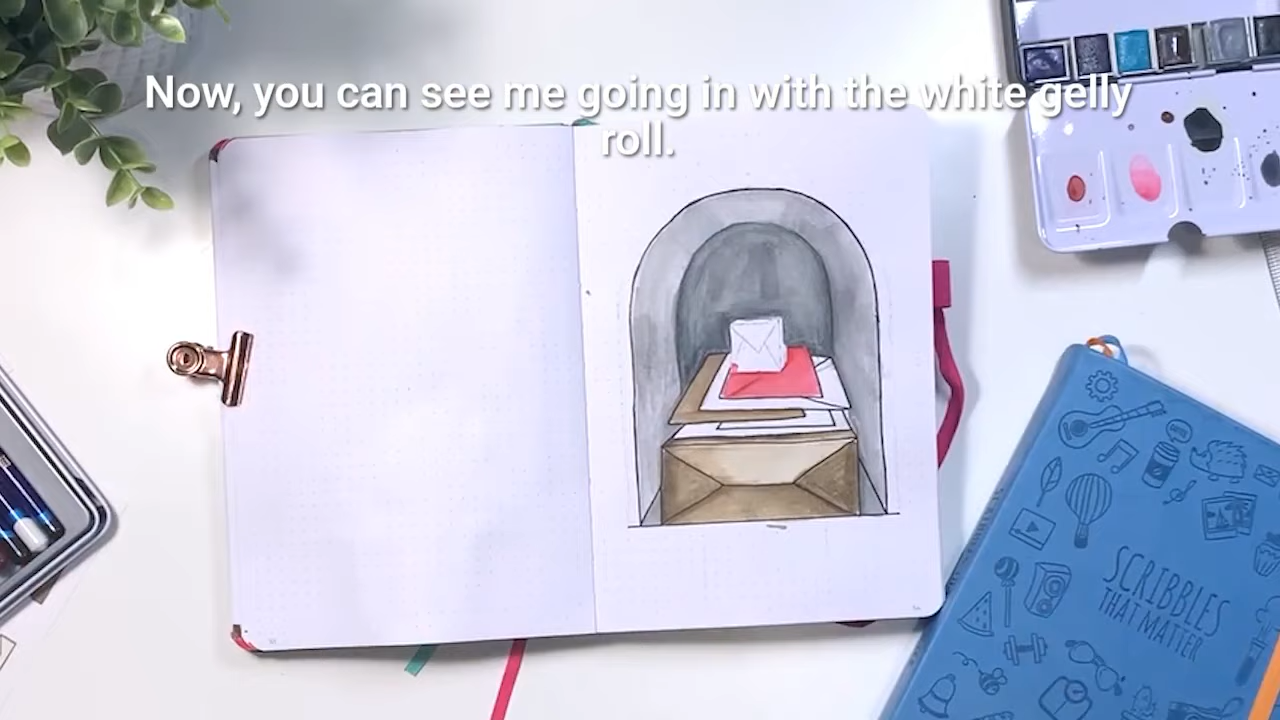 Now, you can see me going in with the white gelly
roll.
SCRIBBLES
THAT MATTER